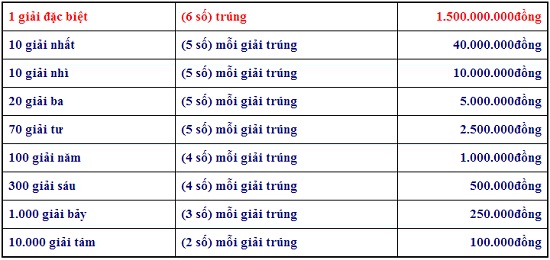 1 giải đặc biệt (6 số) trúng 1.500.000.000đồng
10 giải nhất (5 số) mỗi giải trúng 40.000.000đồng
10 giải nhì (5 số) mỗi giải trúng 10.000.000đồng
20 giải ba (5 số) mỗi giải trúng 5.000.000đồng
70 giải tư (5 số) mỗi giải trúng 2.500.000đồng
100 giải năm (4 số) mỗi giải trúng 1.000.000đồng
300 giải sáu (4 số) mỗi giải trúng 500.000đồng
1.000 giải bảy (3 số) mỗi giải trúng 250.000đồng
10.000 giải tám (2 số) mỗi giải trúng 100.000đồng